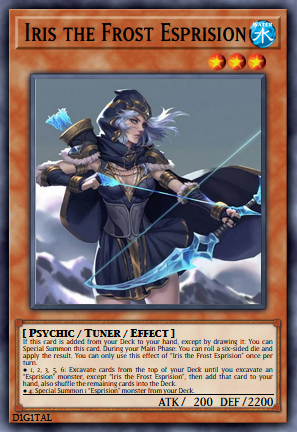 Iris the Frost Esprision
WATER
水
[ Psychic / Tuner / Effect ]
If this card is added from your Deck to your hand, except by drawing it: You can
Special Summon this card. During your Main Phase: You can roll a six-sided die and
apply the result. You can only use this effect of "Iris the Frost Esprision" once per
turn.
● 1, 2, 3, 5, 6: Excavate cards from the top of your Deck until you excavate an
"Esprision" monster, except "Iris the Frost Esprision", then add that card to your
hand, also shuffle the remaining cards into the Deck.
● 4: Special Summon 1 "Esprision" monster from your Deck.
ATK / 200 DEF/2200
D1G1TAL